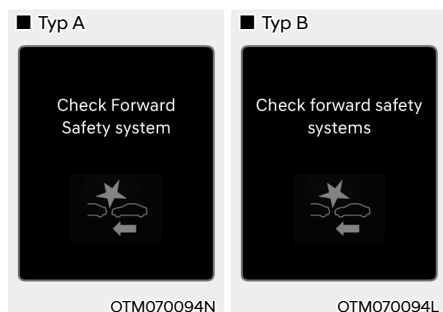 ■ Typ A
Check Forward
Safety system
OTM070094N
■ Typ B
Check forward safety
systems
OTM070094L